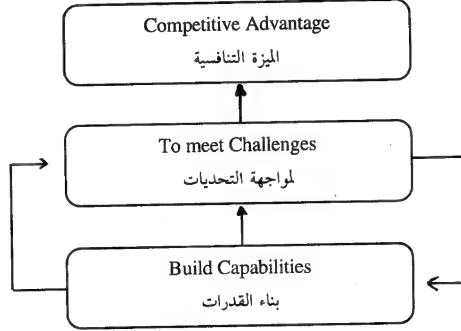 Competitive Advantage
الميزة التنافسية
To meet Challenges
لمواجهة التحديات
Build Capabilities
بناء القدرات